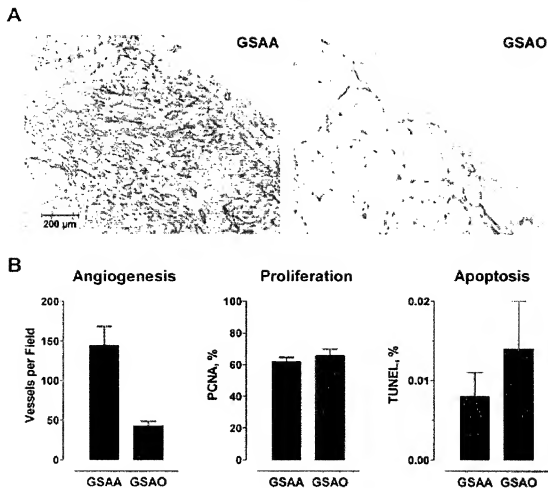 A
GSAA
GSAO
200 µm
B
Angiogenesis
Proliferation
Apoptosis
Vessels per Field
200
150
100
50
0
GSAA GSAO
PCNA, %
100
80
60
40
20
0
GSAA GSAO
TUNEL, %
0.02
0.01
0.00
GSAA GSAO